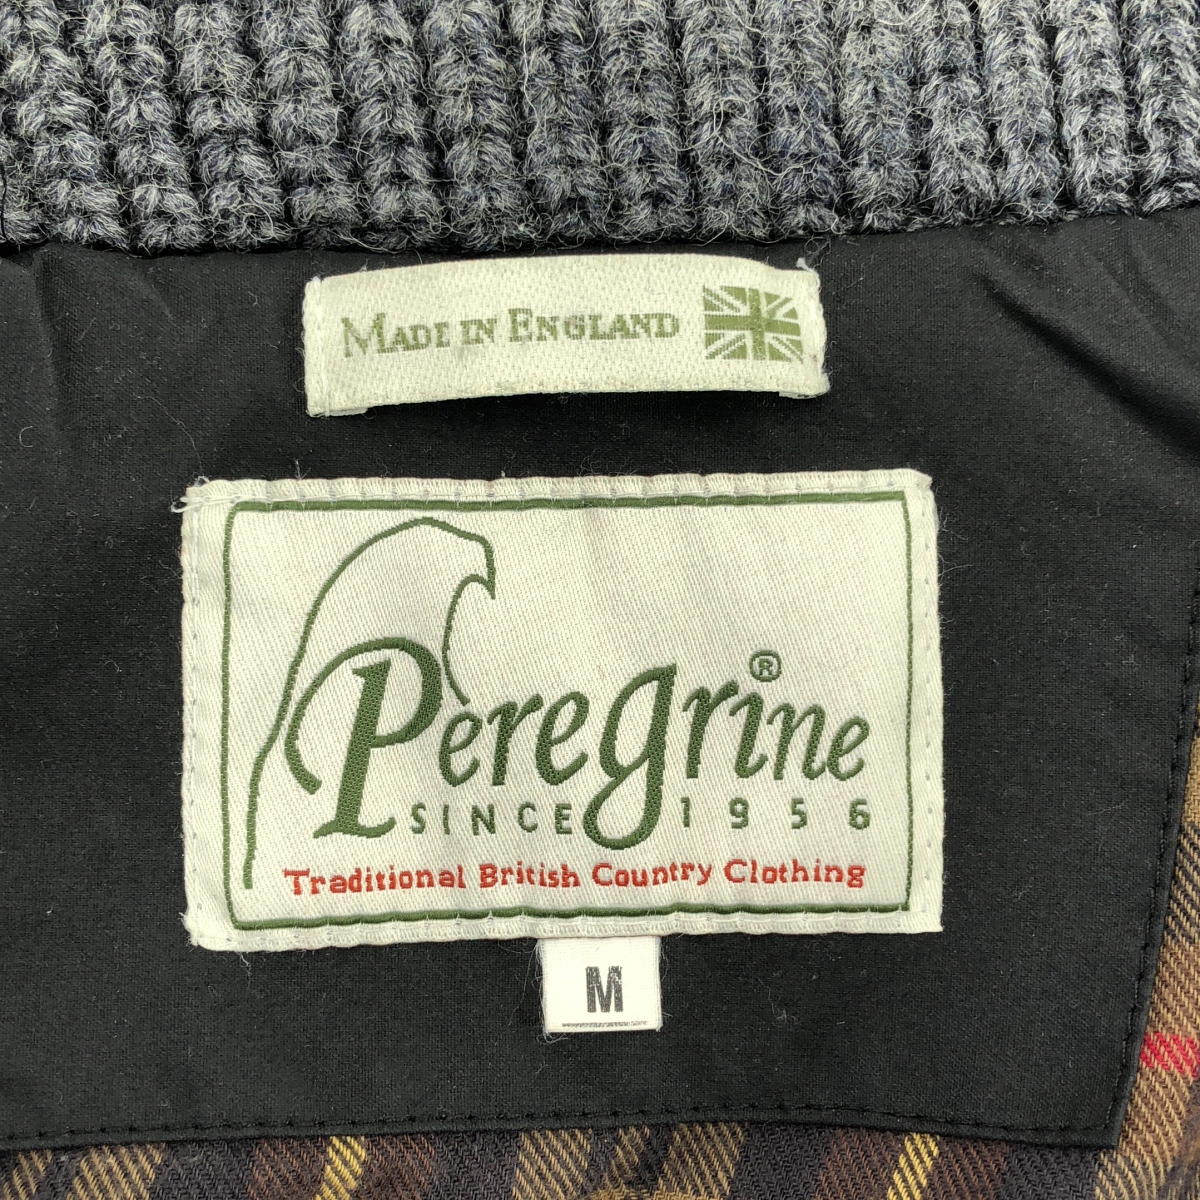 MADE IN ENGLAND
Peregrine®
SINCE 1956
Traditional British Country Clothing
M